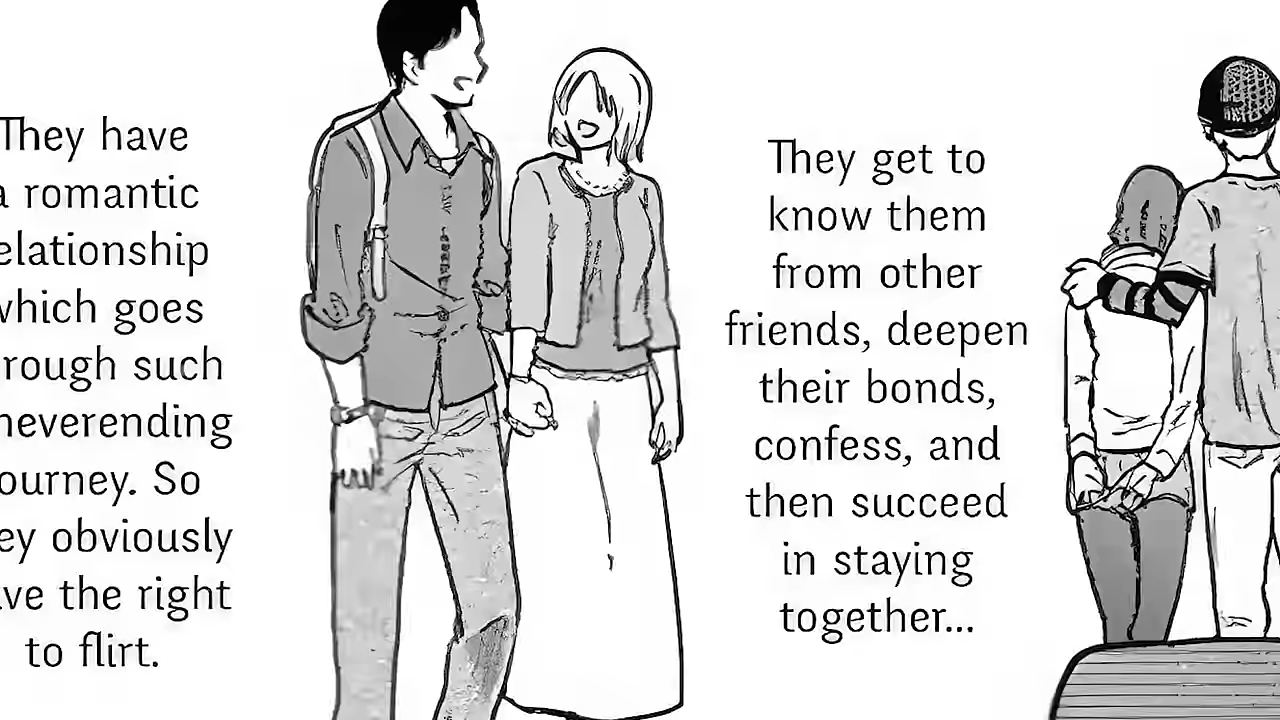 They get to
know them
from other
friends, deepen
their bonds,
confess, and
then succeed
in staying
together...
They have
a romantic
elationship
which goes
rough such
neverending
ourney. So
ey obviously
ve the right
to flirt.